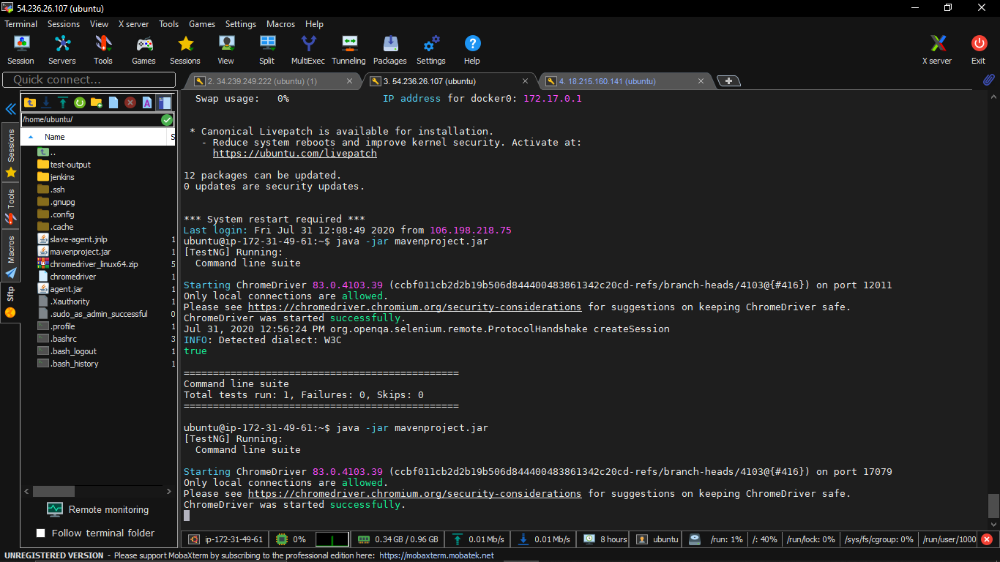 54.236.26.107 (ubuntu)
Terminal Sessions View X server Tools Games Settings Macros Help
Session Servers Tools Games Sessions View Split MultiExec Tunneling Packages Settings Help X server Exit
Quick connect...
2. 34.239.249.222 (ubuntu) (1)
3. 54.236.26.107 (ubuntu)
4. 18.215.160.141 (ubuntu)
Sessions
Tools
Macros
Sftp
/home/ubuntu/
Name S
..
test-output
jenkins
.ssh
.gnupg
.config
.cache
slave-agent.jnlp 1
mavenproject.jar 1
chromedriver_linux64.zip 5
chromedriver 1
agent.jar 1
.Xauthority 1
.sudo_as_admin_successful 0
.profile 1
.bashrc 3
.bash_logout 1
.bash_history 1
Remote monitoring
Follow terminal folder
Swap usage: 0% IP address for docker0: 172.17.0.1
* Canonical Livepatch is available for installation.
- Reduce system reboots and improve kernel security. Activate at:
https://ubuntu.com/livepatch
12 packages can be updated.
0 updates are security updates.
*** System restart required ***
Last login: Fri Jul 31 12:08:49 2020 from 106.198.218.75
ubuntu@ip-172-31-49-61:~$ java -jar mavenproject.jar
[TestNG] Running:
Command line suite
Starting ChromeDriver 83.0.4103.39 (ccbf011cb2d2b19b506d844400483861342c20cd-refs/branch-heads/4103@{#416}) on port 12011
Only local connections are allowed.
Please see https://chromedriver.chromium.org/security-considerations for suggestions on keeping ChromeDriver safe.
ChromeDriver was started successfully.
Jul 31, 2020 12:56:24 PM org.openqa.selenium.remote.ProtocolHandshake createSession
INFO: Detected dialect: W3C
true
===============================================
Command line suite
Total tests run: 1, Failures: 0, Skips: 0
===============================================
ubuntu@ip-172-31-49-61:~$ java -jar mavenproject.jar
[TestNG] Running:
Command line suite
Starting ChromeDriver 83.0.4103.39 (ccbf011cb2d2b19b506d844400483861342c20cd-refs/branch-heads/4103@{#416}) on port 17079
Only local connections are allowed.
Please see https://chromedriver.chromium.org/security-considerations for suggestions on keeping ChromeDriver safe.
ChromeDriver was started successfully.
ip-172-31-49-61 0% 0.34 GB / 0.96 GB 0.01 Mb/s 0.01 Mb/s 8 hours ubuntu /run: 1% /: 40% /run/lock: 0% /sys/fs/cgroup: 0% /run/user/1000
UNREGISTERED VERSION - Please support MobaXterm by subscribing to the professional edition here: https://mobaxterm.mobatek.net